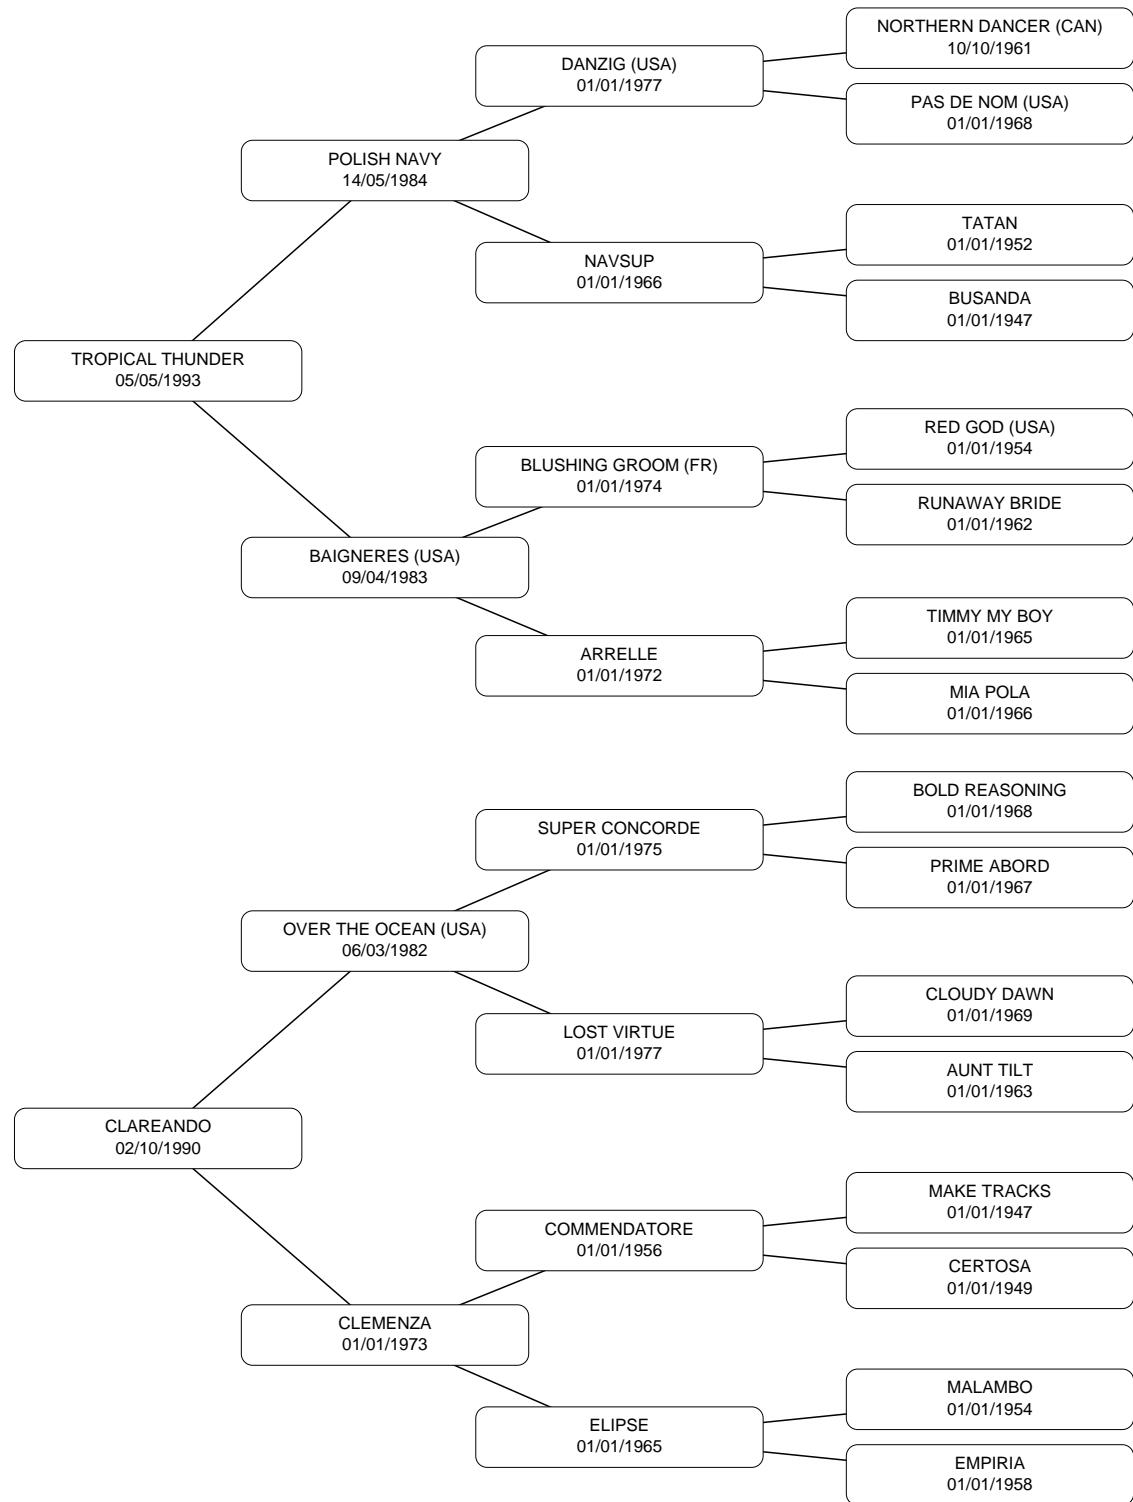 NORTHERN DANCER (CAN)
10/10/1961
DANZIG (USA)
01/01/1977
PAS DE NOM (USA)
01/01/1968
POLISH NAVY
14/05/1984
TATAN
01/01/1952
NAVSUP
01/01/1966
BUSANDA
01/01/1947
TROPICAL THUNDER
05/05/1993
RED GOD (USA)
01/01/1954
BLUSHING GROOM (FR)
01/01/1974
RUNAWAY BRIDE
01/01/1962
BAIGNERES (USA)
09/04/1983
TIMMY MY BOY
01/01/1965
ARRELLE
01/01/1972
MIA POLA
01/01/1966
BOLD REASONING
01/01/1968
SUPER CONCORDE
01/01/1975
PRIME ABORD
01/01/1967
OVER THE OCEAN (USA)
06/03/1982
CLOUDY DAWN
01/01/1969
LOST VIRTUE
01/01/1977
AUNT TILT
01/01/1963
CLAREANDO
02/10/1990
MAKE TRACKS
01/01/1947
COMMENDATORE
01/01/1956
CERTOSA
01/01/1949
CLEMENZA
01/01/1973
MALAMBO
01/01/1954
ELIPSE
01/01/1965
EMPIRIA
01/01/1958